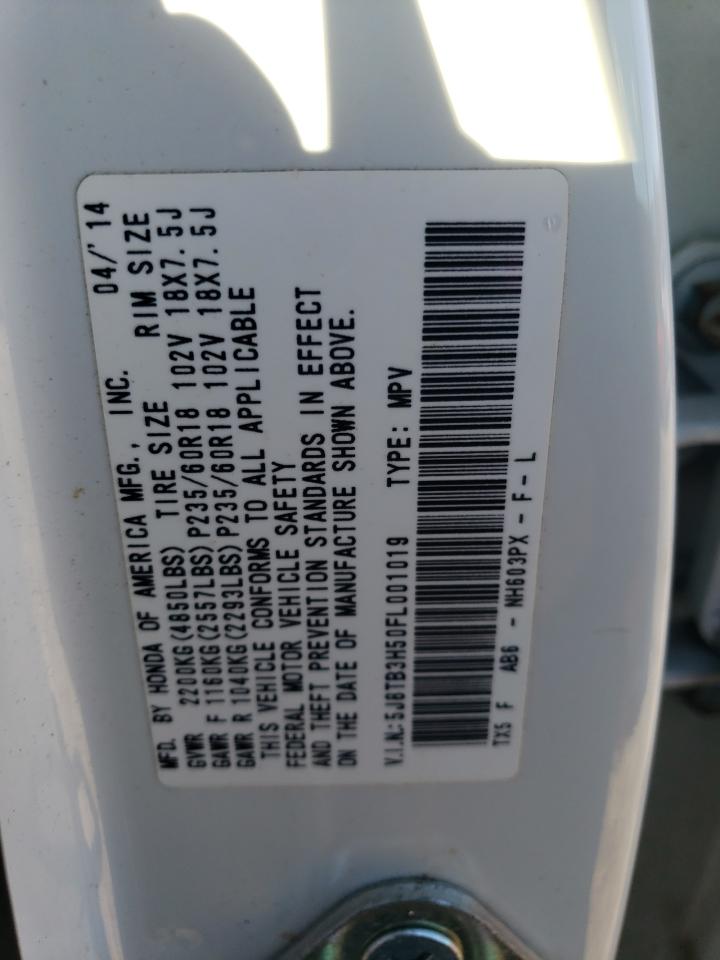 MFD. BY HONDA OF AMERICA MFG., INC. 04/'14
GVWR 2200KG(4850LBS) TIRE SIZE RIM SIZE
GAWR F 1160KG(2557LBS) P235/60R18 102V 18X7.5J
GAWR R 1040KG(2293LBS) P235/60R18 102V 18X7.5J
THIS VEHICLE CONFORMS TO ALL APPLICABLE
FEDERAL MOTOR VEHICLE SAFETY
AND THEFT PREVENTION STANDARDS IN EFFECT
ON THE DATE OF MANUFACTURE SHOWN ABOVE.
V.I.N.:5J8TB3H50FL001019 TYPE: MPV
TX5 F AB6 - NH603PX - F - L